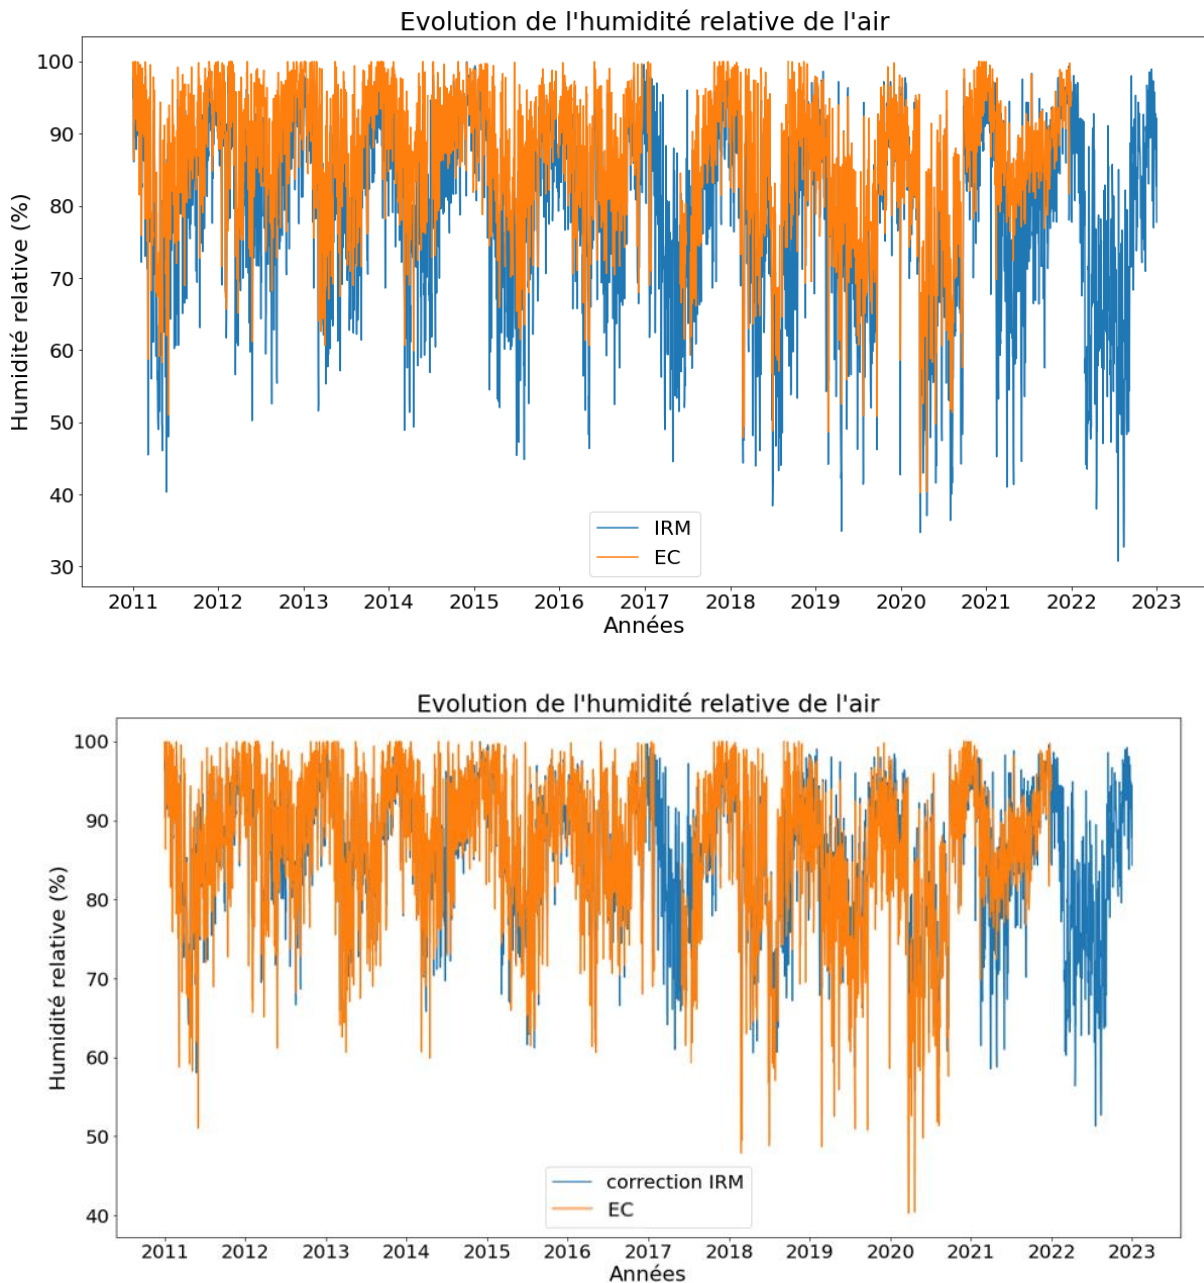 Evolution de l'humidité relative de l'air
Humidité relative (%)
100
90
80
70
60
50
40
30
IRM
EC
2011 2012 2013 2014 2015 2016 2017 2018 2019 2020 2021 2022 2023
Années
Evolution de l'humidité relative de l'air
Humidité relative (%)
100
90
80
70
60
50
40
correction IRM
EC
2011 2012 2013 2014 2015 2016 2017 2018 2019 2020 2021 2022 2023
Années